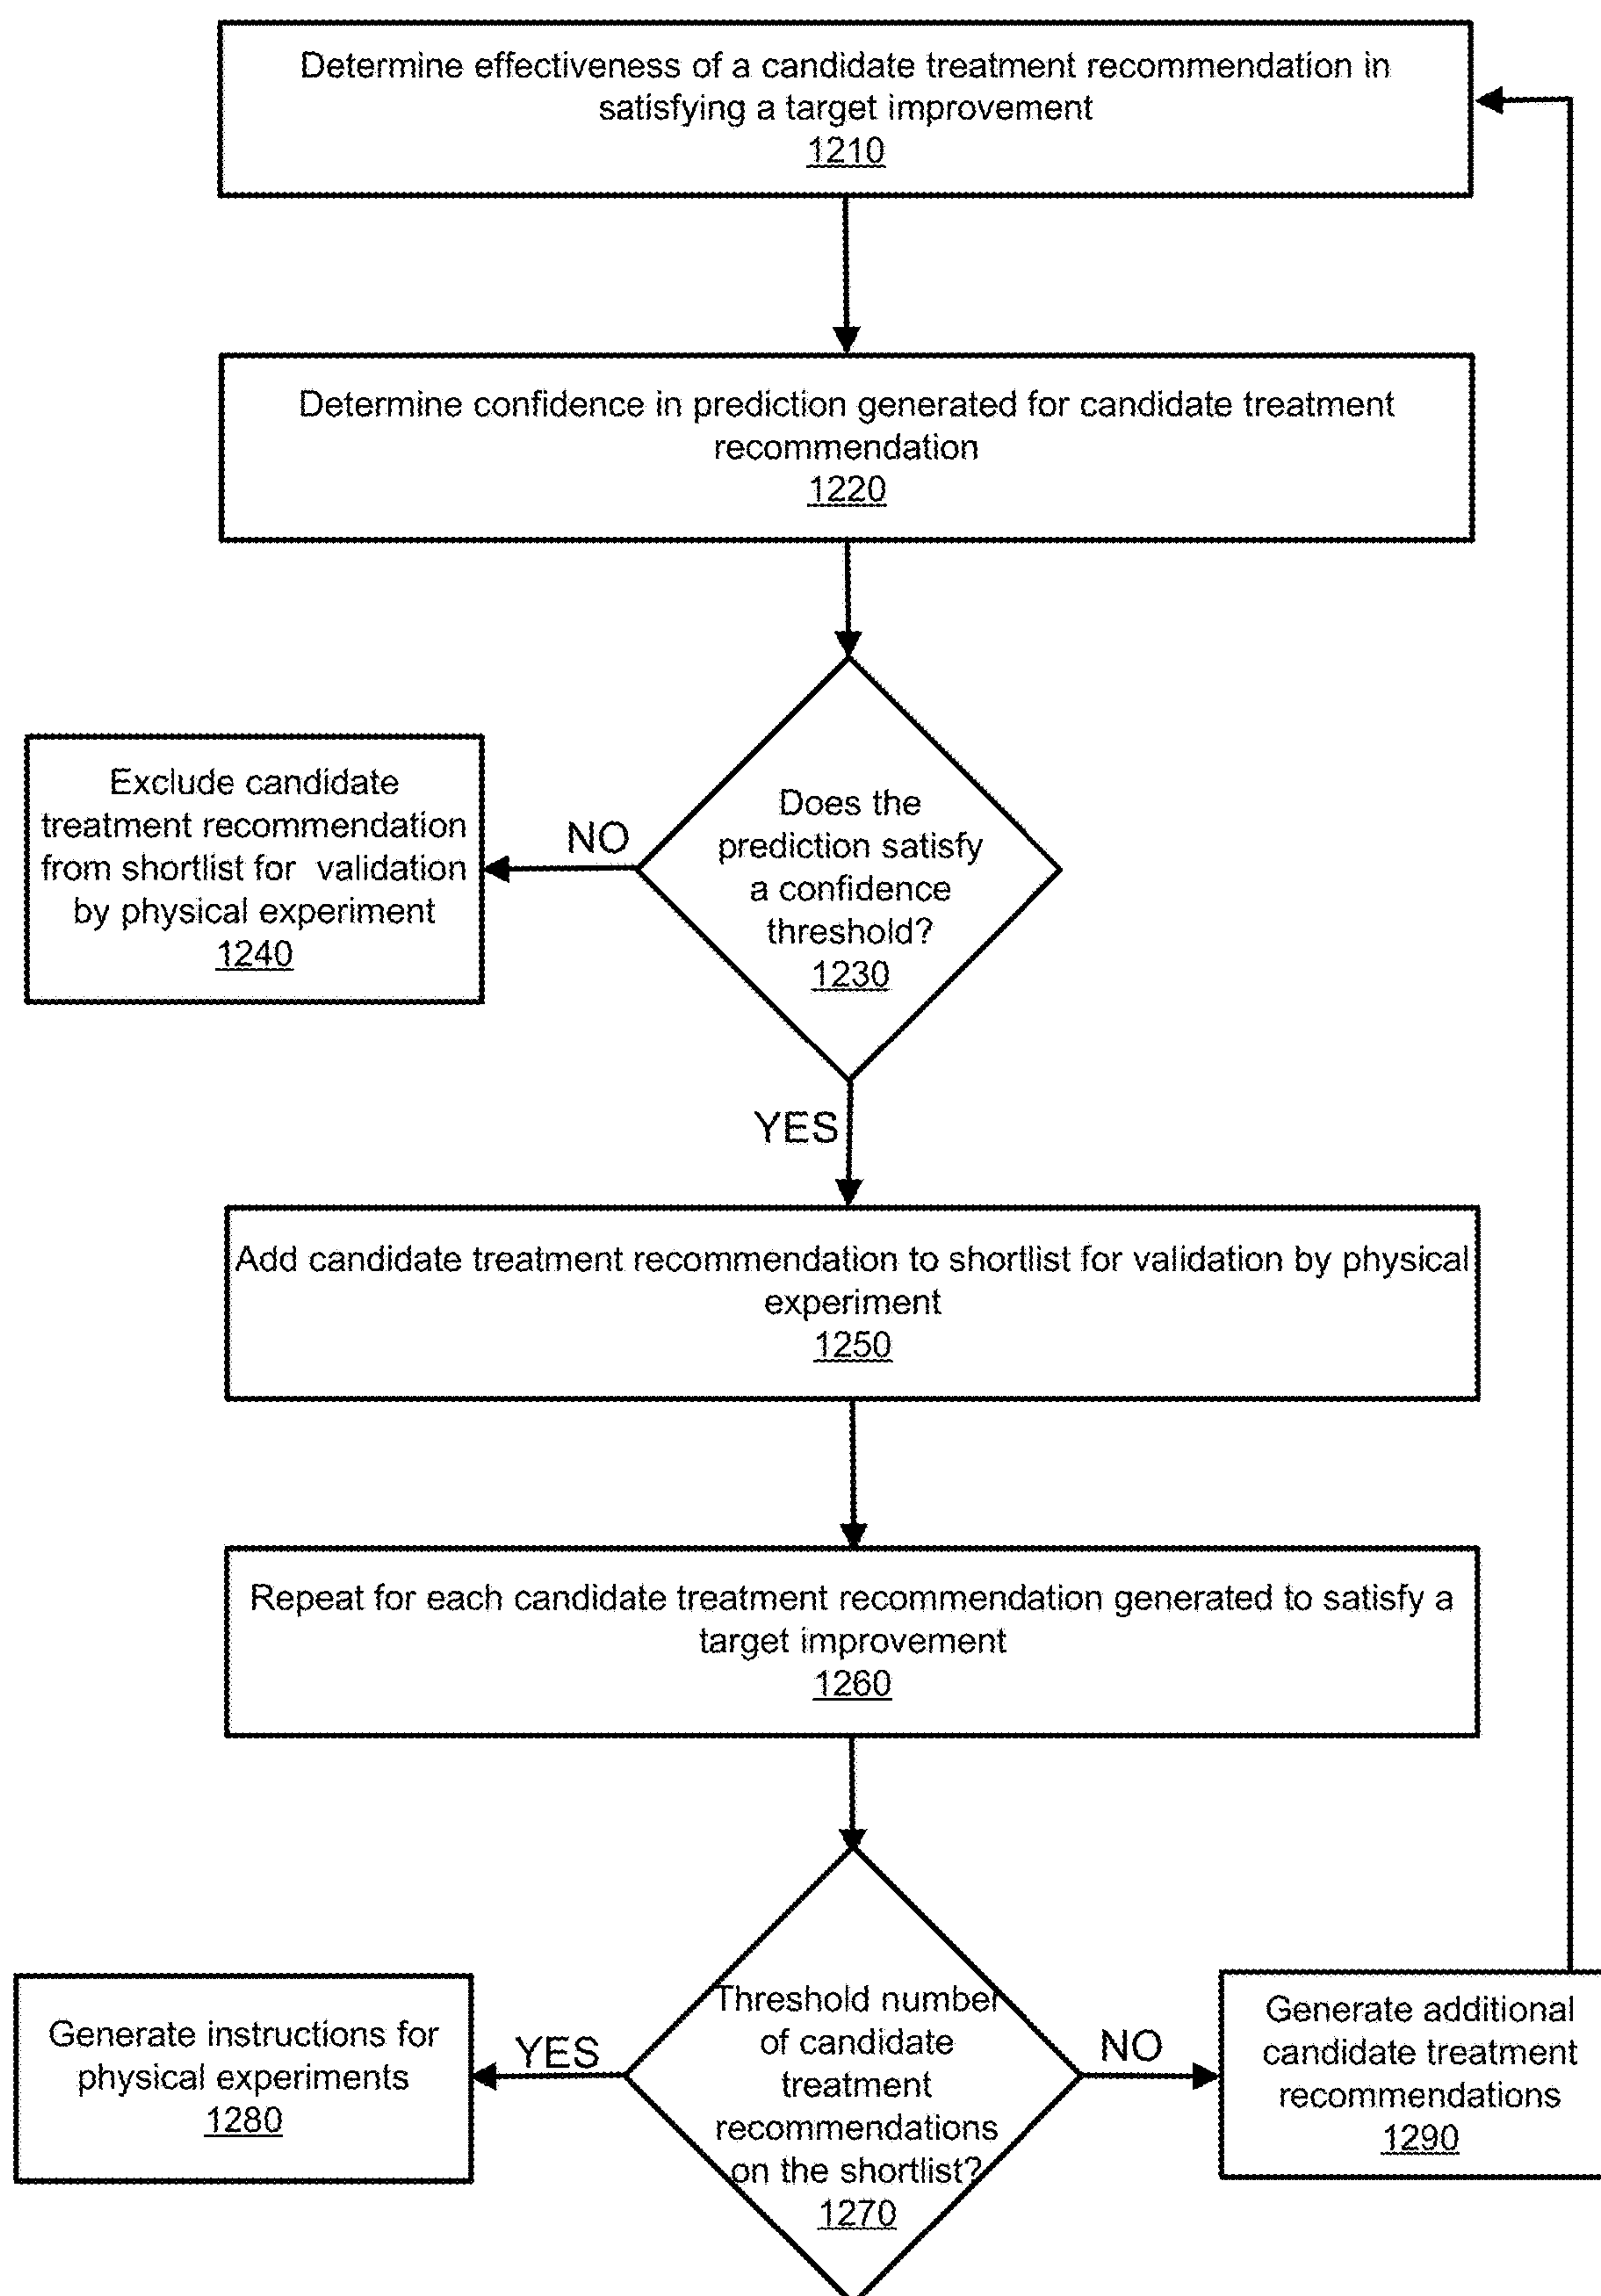 Determine effectiveness of a candidate treatment recommendation in
satisfying a target improvement
1210
Determine confidence in prediction generated for candidate treatment
recommendation
1220
Does the
prediction satisfy
a confidence
threshold?
1230
NO
Exclude candidate
treatment recommendation
from shortlist for validation
by physical experiment
1240
YES
Add candidate treatment recommendation to shortlist for validation by physical
experiment
1250
Repeat for each candidate treatment recommendation generated to satisfy a
target improvement
1260
Threshold number
of candidate
treatment
recommendations
on the shortlist?
1270
YES
Generate instructions for
physical experiments
1280
NO
Generate additional
candidate treatment
recommendations
1290